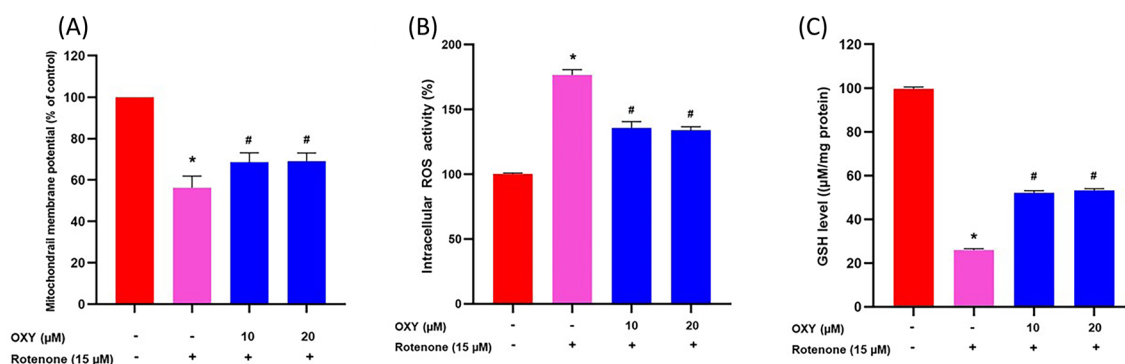 (A)
Mitochondrail membrane potential (% of control)
120
100
80
60
40
20
0
*
#
#
OXY (µM) - - 10 20
Rotenone (15 µM) - + + +
(B)
Intracellular ROS activity (%)
200
150
100
50
0
*
#
#
OXY (µM) - - 10 20
Rotenone (15 µM) - + + +
(C)
GSH level ((µM/mg protein)
120
100
80
60
40
20
0
*
#
#
OXY (µM) - - 10 20
Rotenone (15 µM) - + + +